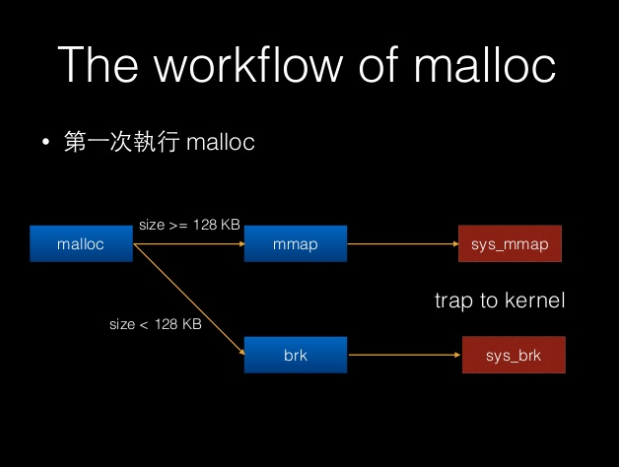 The workflow of malloc
• 第一次執行 malloc
size >= 128 KB
malloc
mmap
sys_mmap
trap to kernel
size < 128 KB
brk
sys_brk